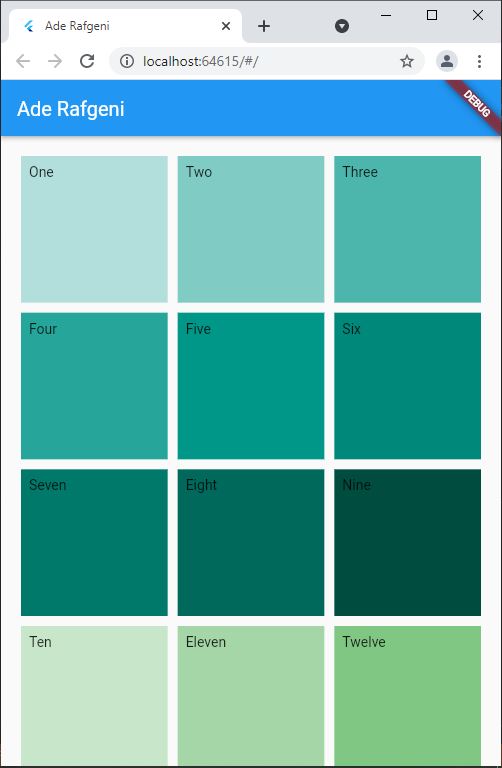 Ade Rafgeni
localhost:64615/#/
Ade Rafgeni
DEBUG
One Two Three
Four Five Six
Seven Eight Nine
Ten Eleven Twelve